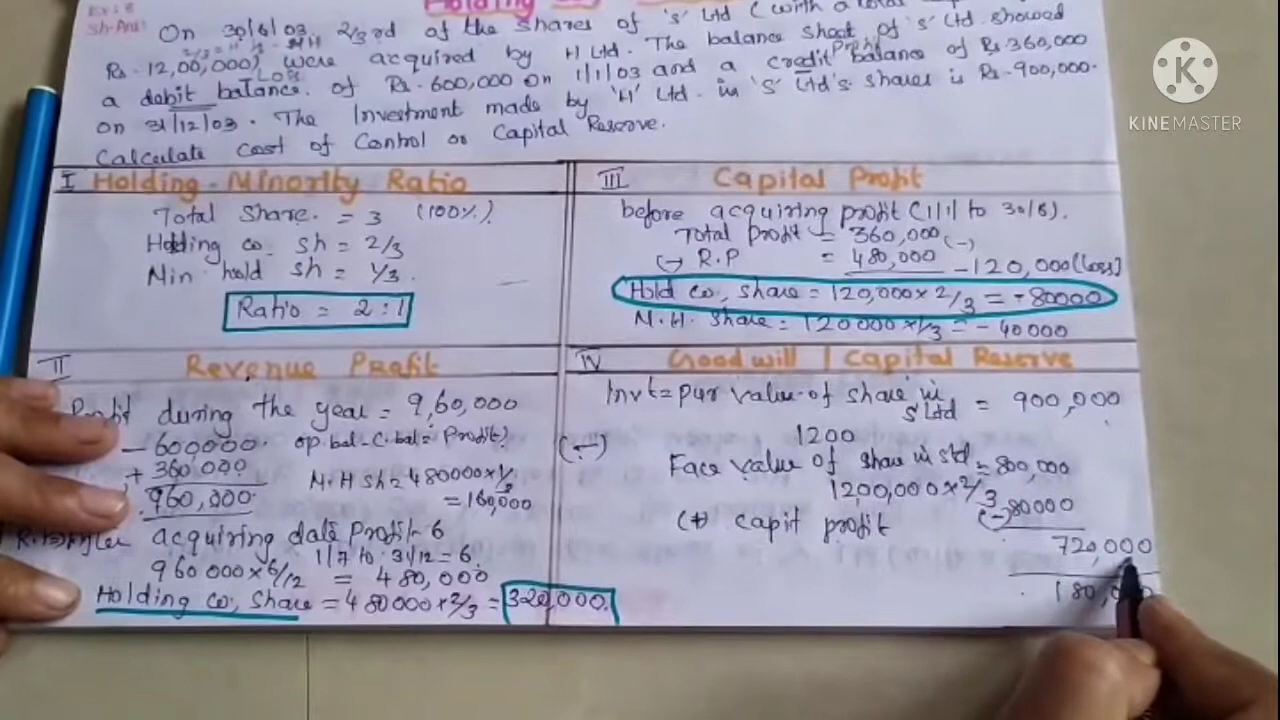 Ex: 8
Holding
On 30/6/03, 2/3rd of the shares of 's' Ltd (with a total
Rs. 12,00,000) were acquired by H Ltd. The balance sheet of 's' Ltd. showed
a debit balance. of Rs. 600,000 on 1/1/03 and a credit balance of Rs. 360,000
Loss
Profit
on 31/12/03. The Investment made by 'H' Ltd. in 'S' Ltd's. shares is Rs. 900,000.
Calculate cost of Control or Capital Reserve.
I Holding - Minority Ratio
Total Share. = 3 (100%)
Holding co. sh = 2/3
Min. hold sh = 1/3.
Ratio = 2:1
II Revenue Profit
Profit during the year = 9,60,000
- 600000. op. bal - C. bal = Profit)
+ 360,000
960,000.
M.H Sh = 480000 x 1/3
= 160,000
acquiring date Profit - 6
1/7 to 31/12 = 6.
960 000 x 6/12 = 480,000
Holding co; share = 480000 x 2/3 = 320,000.
III Capital Profit
before acquiring profit (1/1 to 30/6).
Total Profit = 360,000 (-)
(-) R.P = 480,000 - 120,000 (Loss)
Hold co; share = 120,000 x 2/3 = - 80000
M.H. share = 120000 x 1/3 = - 40000
IV Goodwill / Capital Reserve
Invt = Pur value of share in
S Ltd = 900,000
(-) 1200
Face value of share in std = 800,000
1200,000 x 2/3
(+) capit profit (-) 80000
720,000
180,000
KINEMASTER